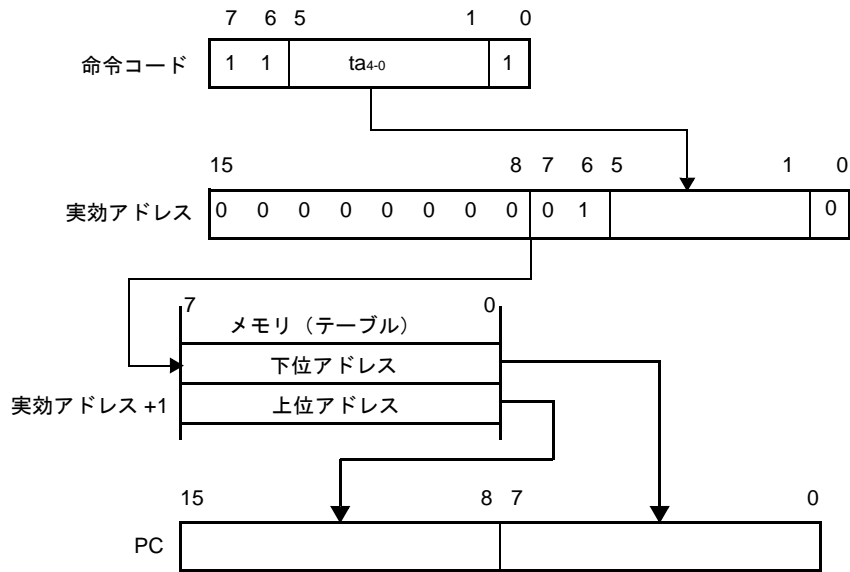 7 6 5 1 0
命令コード 1 1 ta4-0 1
15 8 7 6 5 1 0
実効アドレス 0 0 0 0 0 0 0 0 0 1 0
7 0
メモリ（テーブル）
下位アドレス
実効アドレス +1 上位アドレス
15 8 7 0
PC